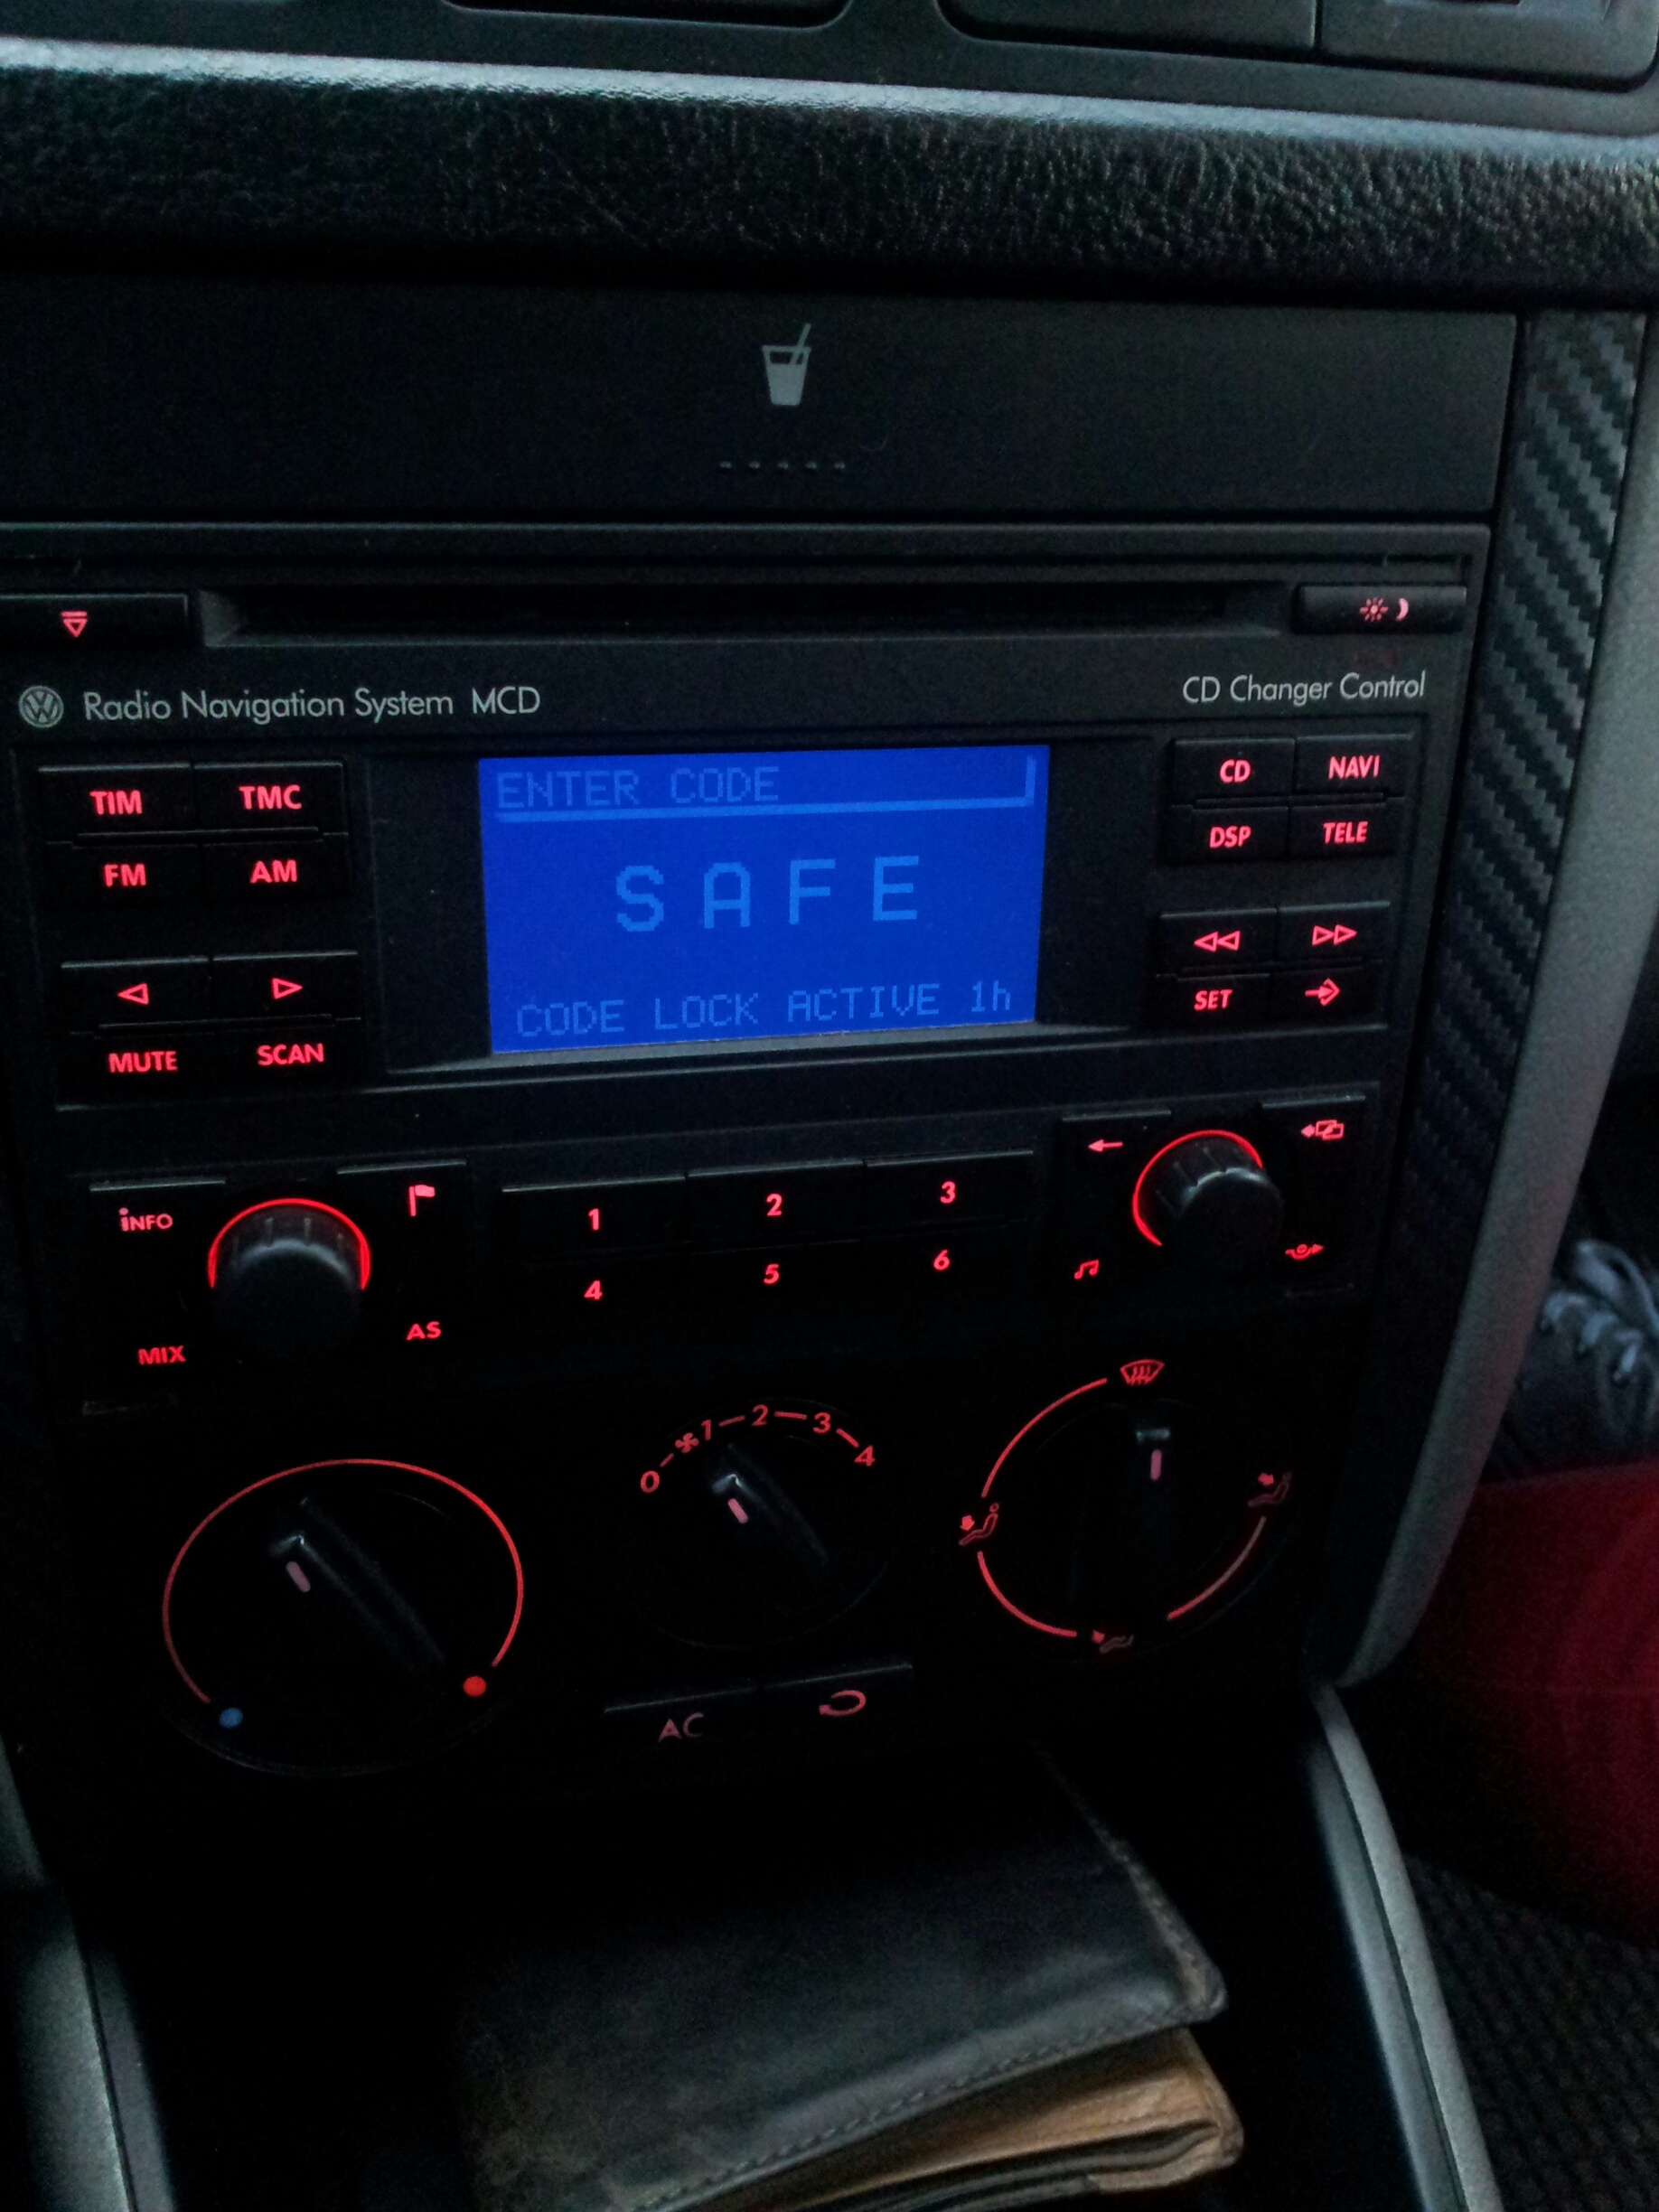 Radio Navigation System MCD
CD Changer Control
TIM TMC
FM AM
MUTE SCAN
ENTER CODE
SAFE
CODE LOCK ACTIVE 1h
CD NAVI
DSP TELE
SET
iNFO
MIX
AS
1 2 3
4 5 6
0 1 2 3 4
AC